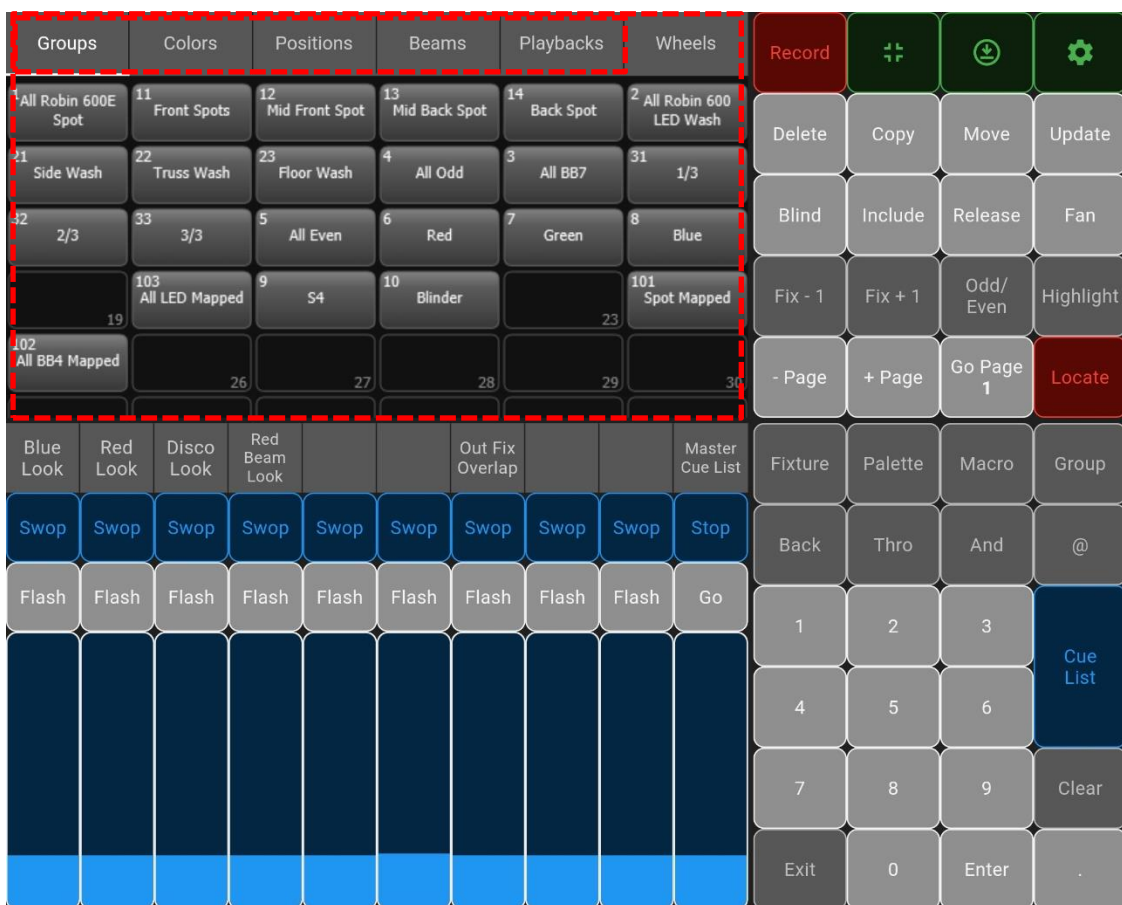 Groups Colors Positions Beams Playbacks Wheels
1 All Robin 600E Spot
11 Front Spots
12 Mid Front Spot
13 Mid Back Spot
14 Back Spot
2 All Robin 600 LED Wash
21 Side Wash
22 Truss Wash
23 Floor Wash
4 All Odd
3 All BB7
31 1/3
32 2/3
33 3/3
5 All Even
6 Red
7 Green
8 Blue
19
103 All LED Mapped
9 S4
10 Blinder
23
101 Spot Mapped
102 All BB4 Mapped
26
27
28
29
30
Blue Look
Red Look
Disco Look
Red Beam Look
Out Fix Overlap
Master Cue List
Swop Swop Swop Swop Swop Swop Swop Swop Swop Stop
Flash Flash Flash Flash Flash Flash Flash Flash Flash Go
Record
Delete Copy Move Update
Blind Include Release Fan
Fix - 1 Fix + 1 Odd/Even Highlight
- Page + Page Go Page 1 Locate
Fixture Palette Macro Group
Back Thro And @
1 2 3 Cue List
4 5 6
7 8 9 Clear
Exit 0 Enter .